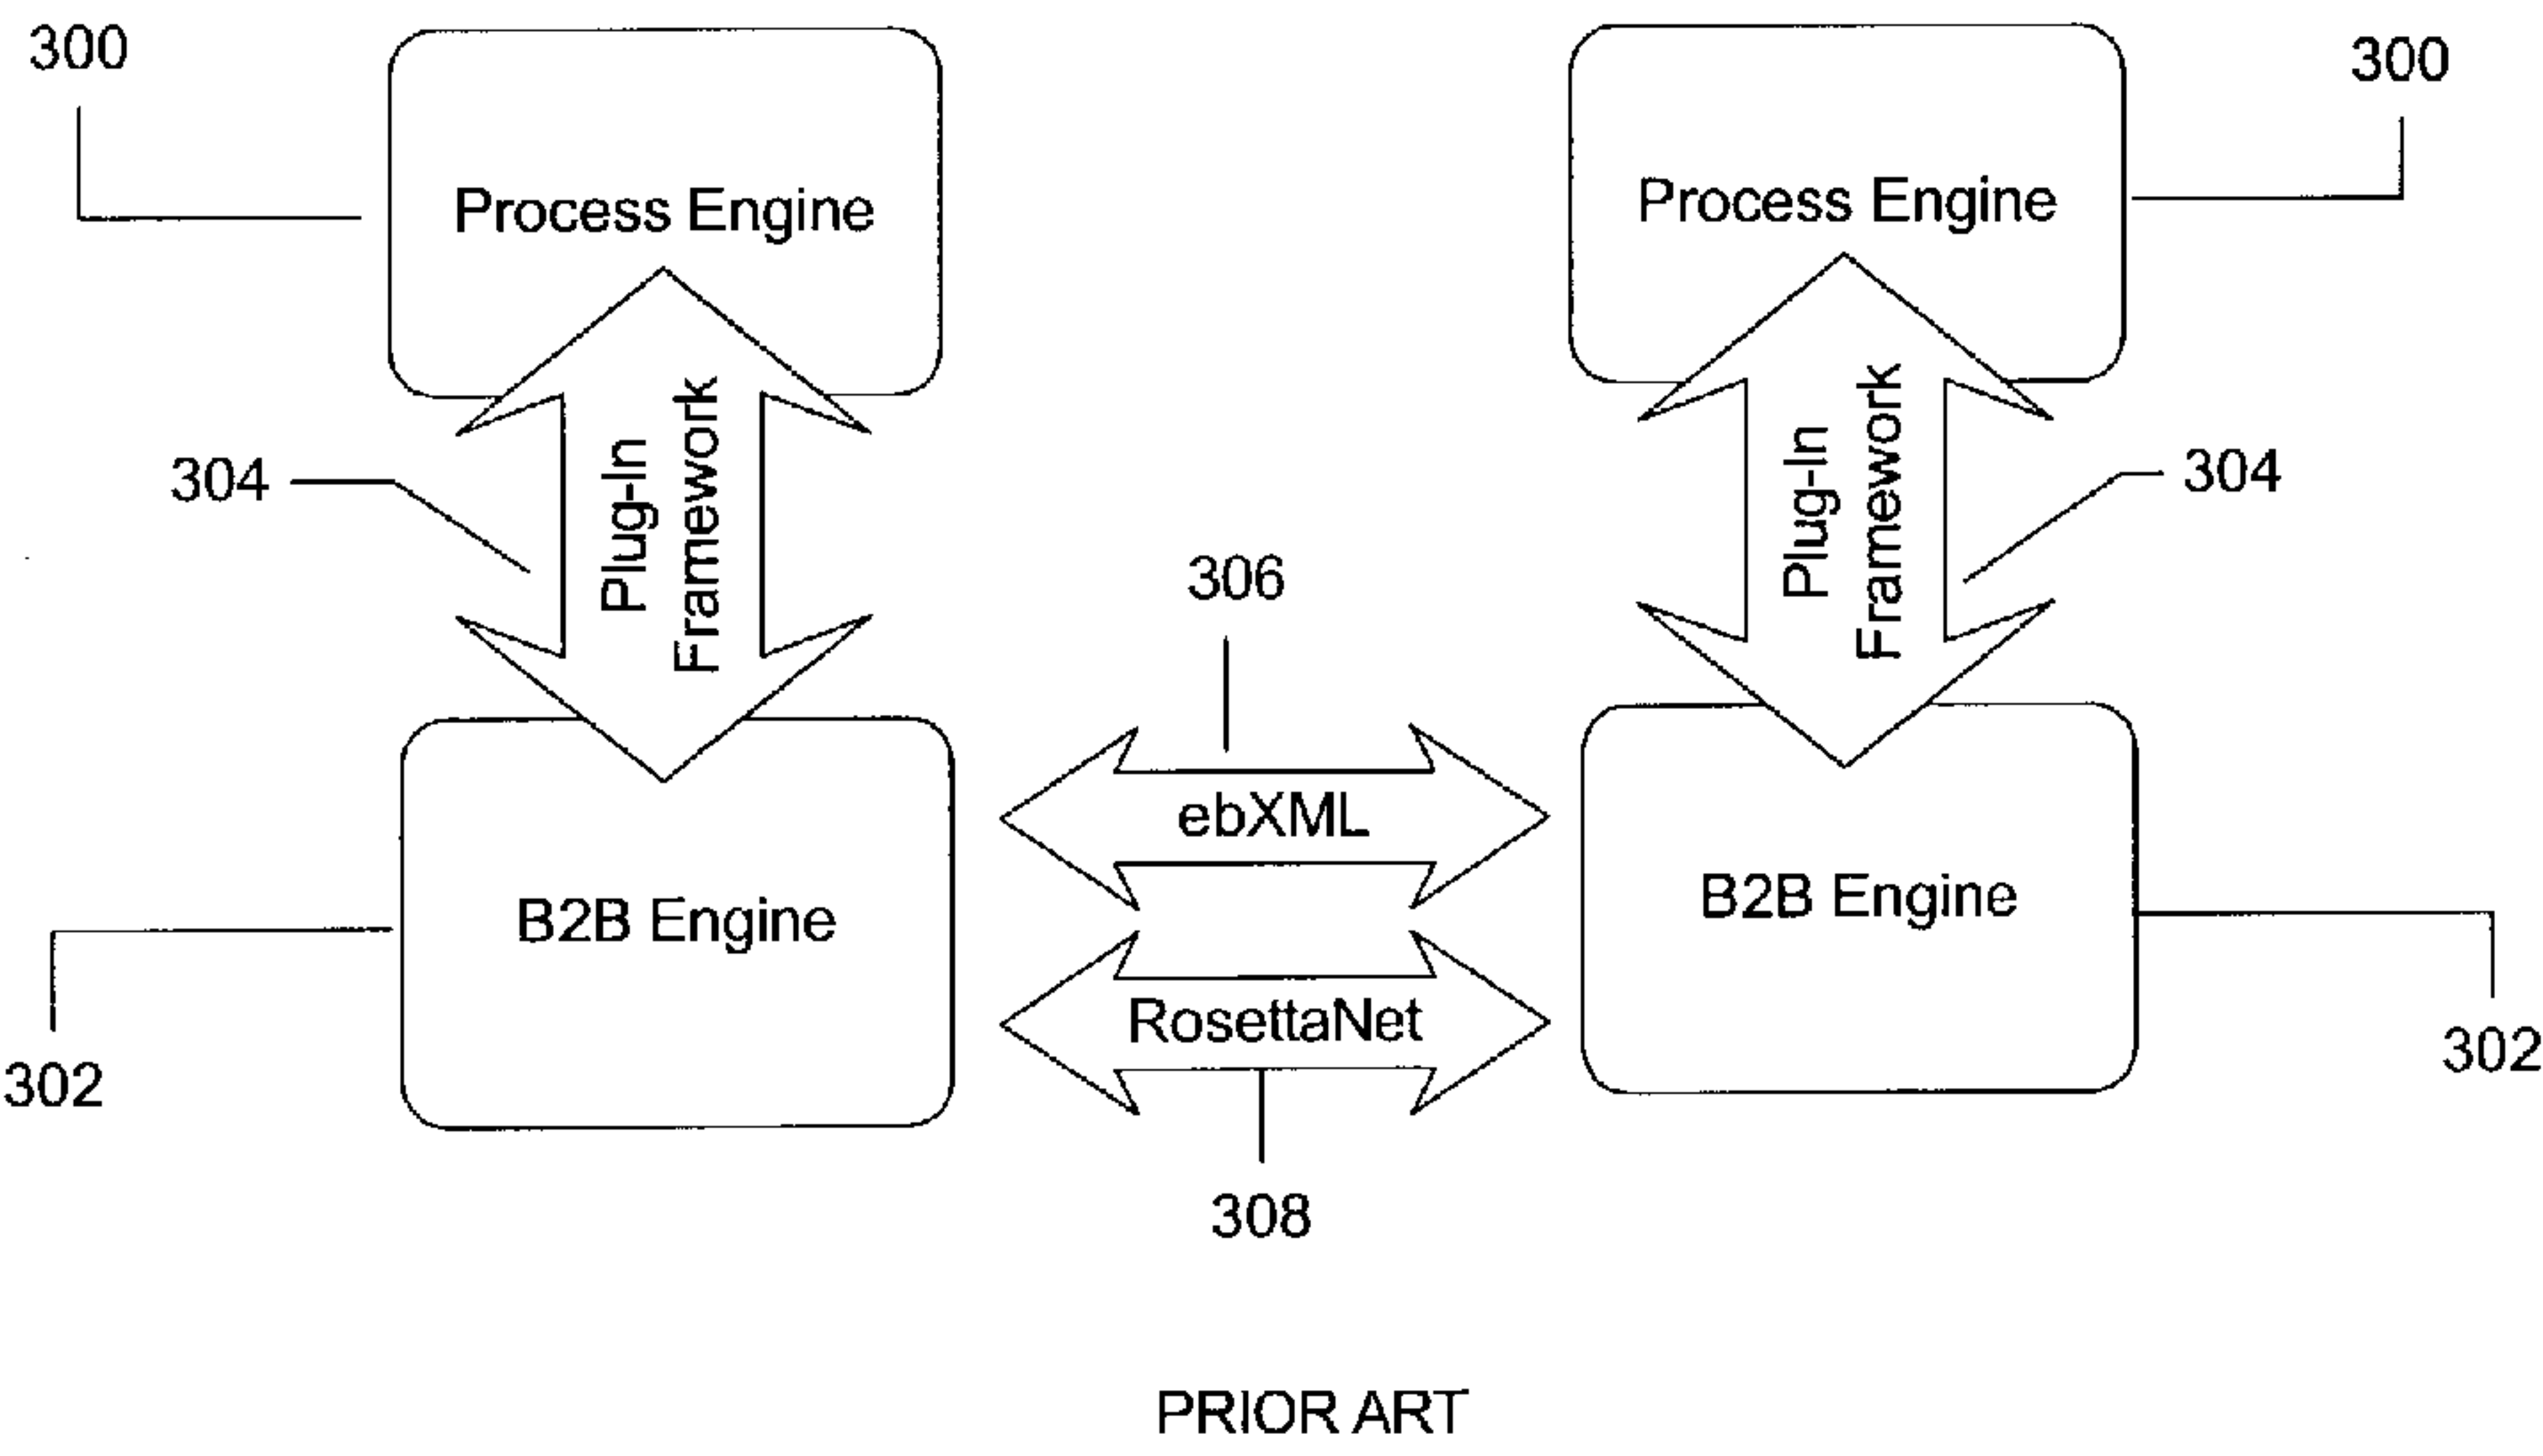 300
300
Process Engine
Process Engine
304
Plug-In
Framework
Plug-In
Framework
304
306
ebXML
B2B Engine
B2B Engine
RosettaNet
302
302
308
PRIOR ART